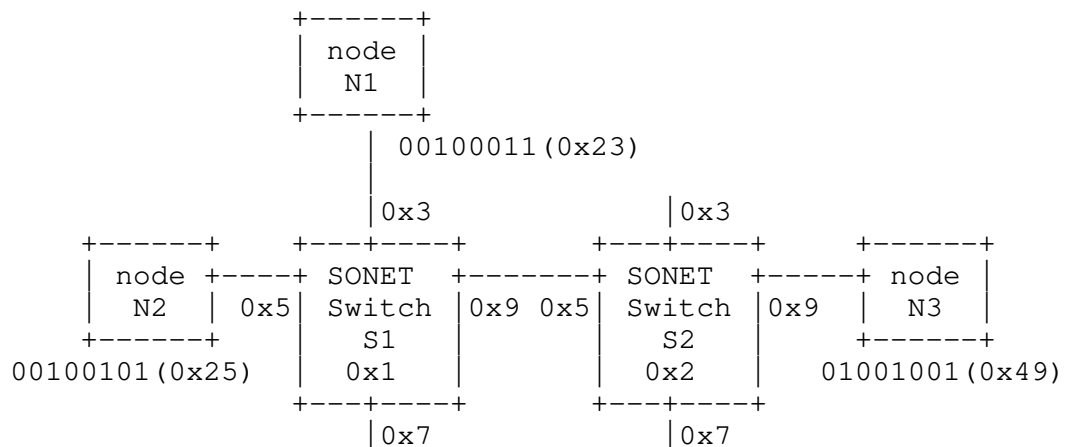 +------+
| node |
| N1 |
+------+
| 00100011(0x23)
|
|0x3 |0x3
+------+ +---+----+ +---+----+ +------+
| node +----+ SONET +-------+ SONET +-----+ node |
| N2 | 0x5| Switch |0x9 0x5| Switch |0x9 | N3 |
+------+ | S1 | | S2 | +------+
00100101(0x25) | 0x1 | | 0x2 | 01001001(0x49)
+---+----+ +---+----+
|0x7 |0x7